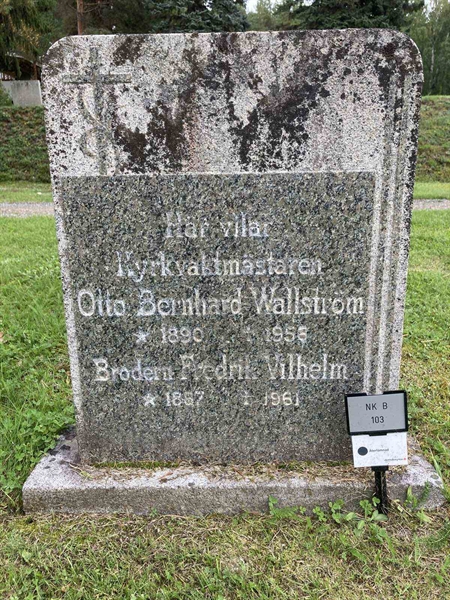 Här vilar
Kyrkvaktmästaren
Otto Bernhard Wallström
* 1890 † 1958
Brodern Fredrik Vilhelm
* 1887 † 1961
NK B
103